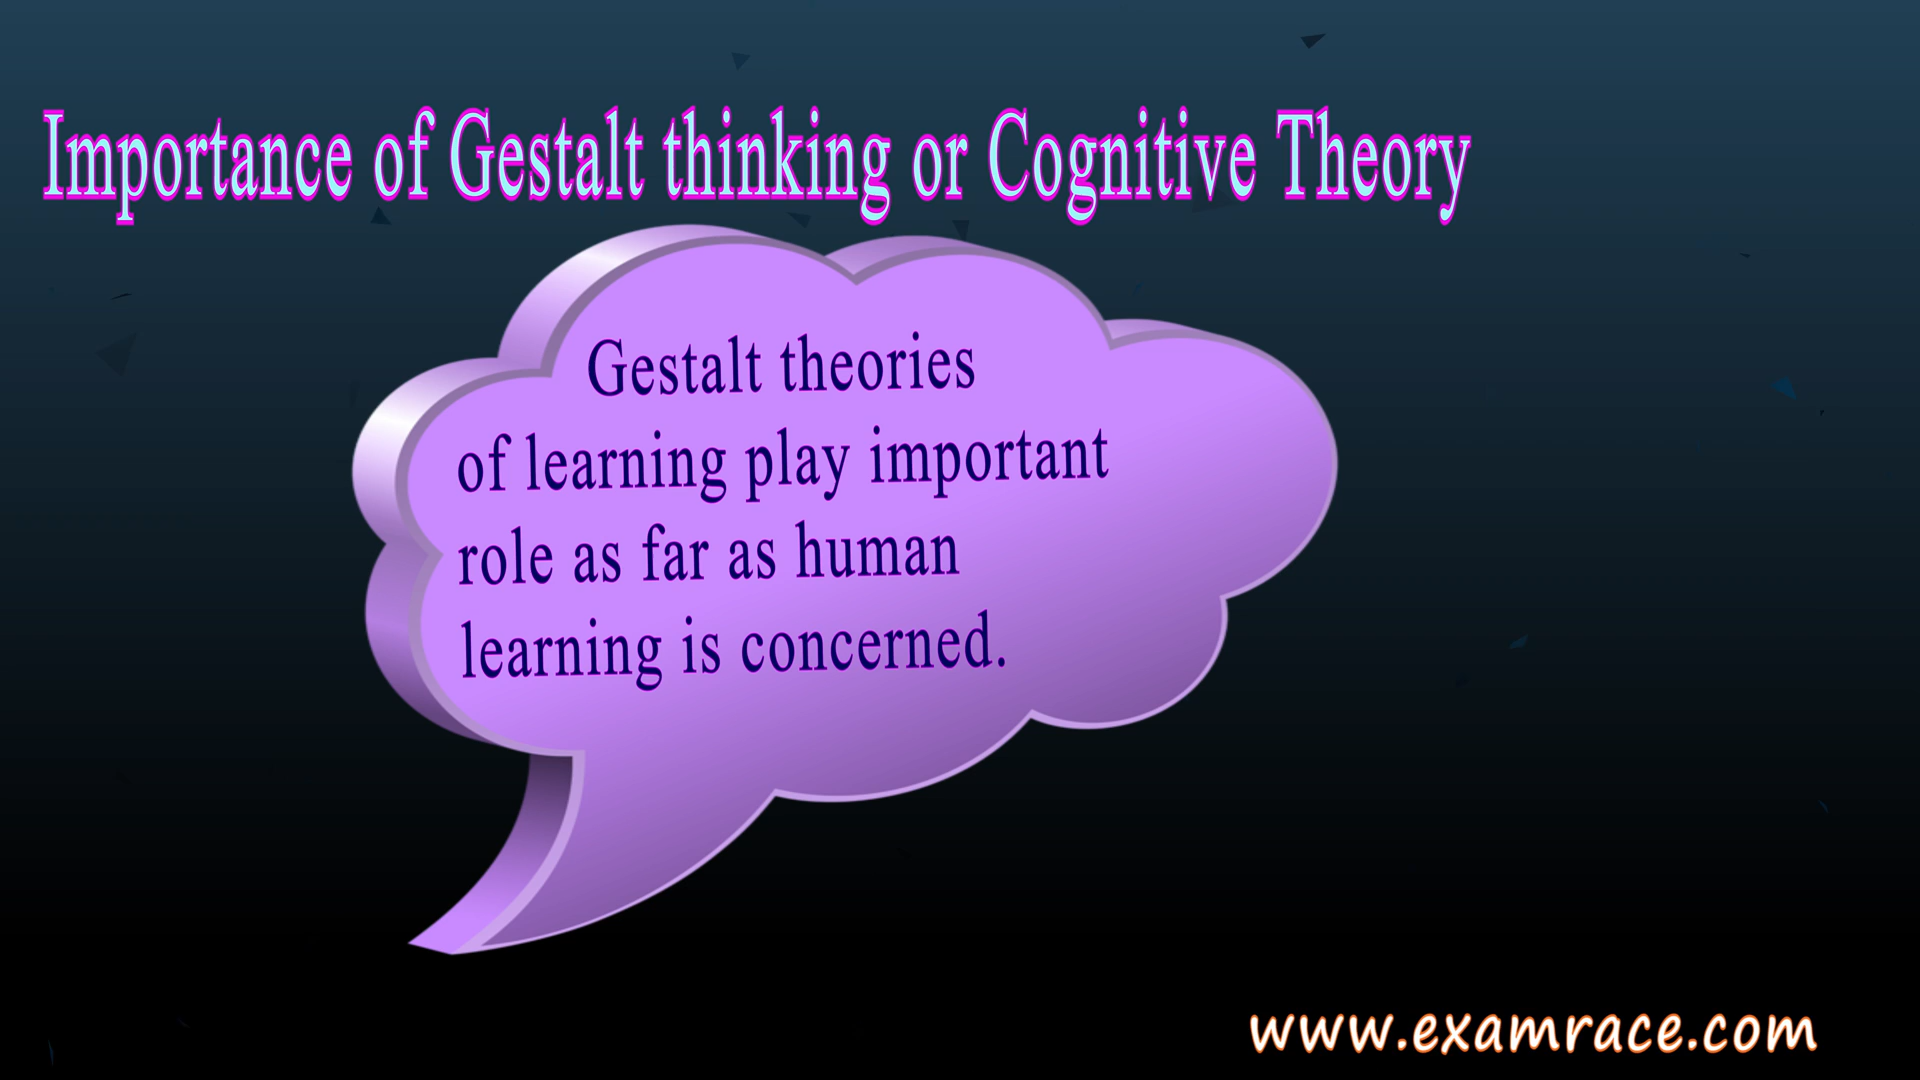 Importance of Gestalt thinking or Cognitive Theory
Gestalt theories
of learning play important
role as far as human
learning is concerned.
www.examrace.com